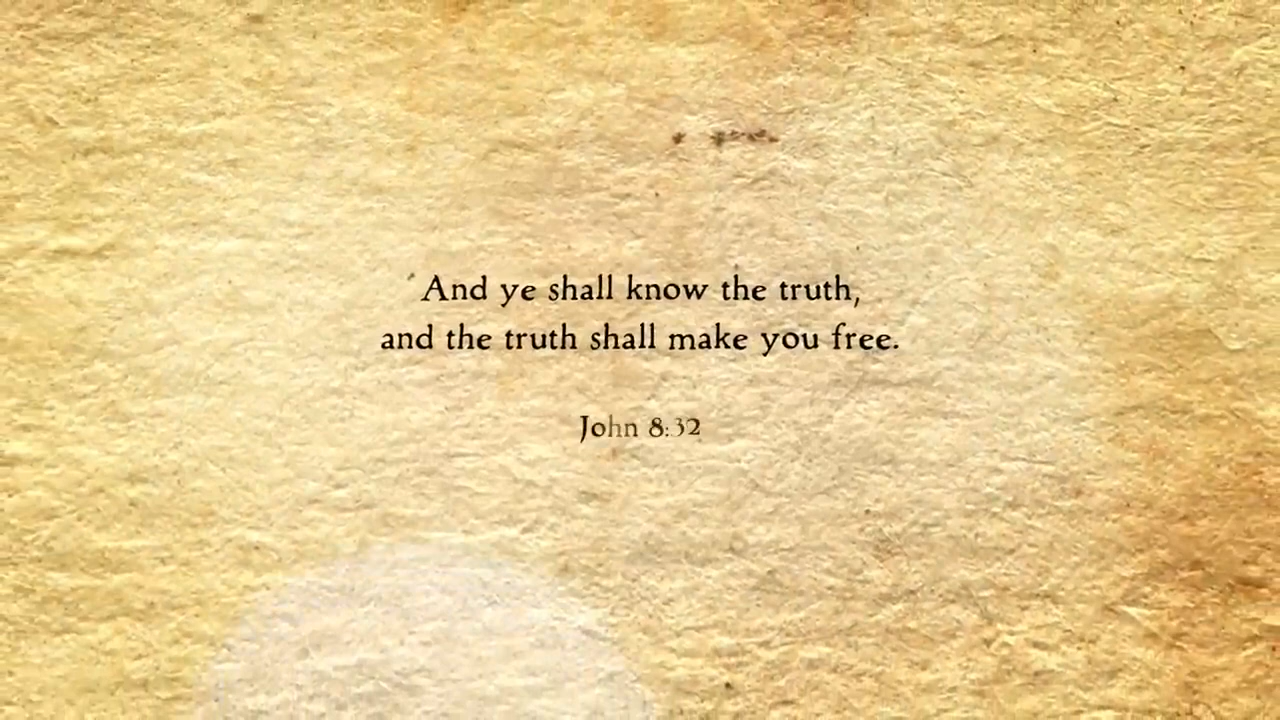 And ye shall know the truth,
and the truth shall make you free.
John 8:32